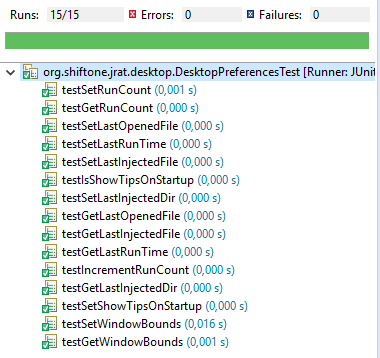 Runs: 15/15 Errors: 0 Failures: 0
org.shiftone.jrat.desktop.DesktopPreferencesTest [Runner: JUnit
testSetRunCount (0,001 s)
testGetRunCount (0,000 s)
testSetLastOpenedFile (0,000 s)
testSetLastRunTime (0,000 s)
testSetLastInjectedFile (0,000 s)
testIsShowTipsOnStartup (0,000 s)
testSetLastInjectedDir (0,000 s)
testGetLastOpenedFile (0,000 s)
testGetLastInjectedFile (0,000 s)
testGetLastRunTime (0,000 s)
testIncrementRunCount (0,000 s)
testGetLastInjectedDir (0,000 s)
testSetShowTipsOnStartup (0,000 s)
testSetWindowBounds (0,016 s)
testGetWindowBounds (0,001 s)